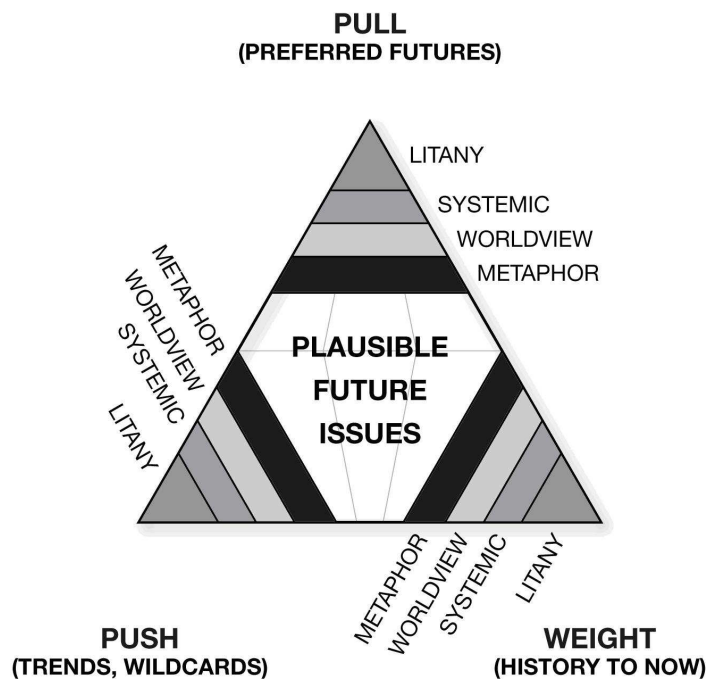 PULL
(PREFERRED FUTURES)
LITANY
SYSTEMIC
WORLDVIEW
METAPHOR
METAPHOR
WORLDVIEW
SYSTEMIC
LITANY
PLAUSIBLE
FUTURE
ISSUES
METAPHOR
WORLDVIEW
SYSTEMIC
LITANY
PUSH
(TRENDS, WILDCARDS)
WEIGHT
(HISTORY TO NOW)